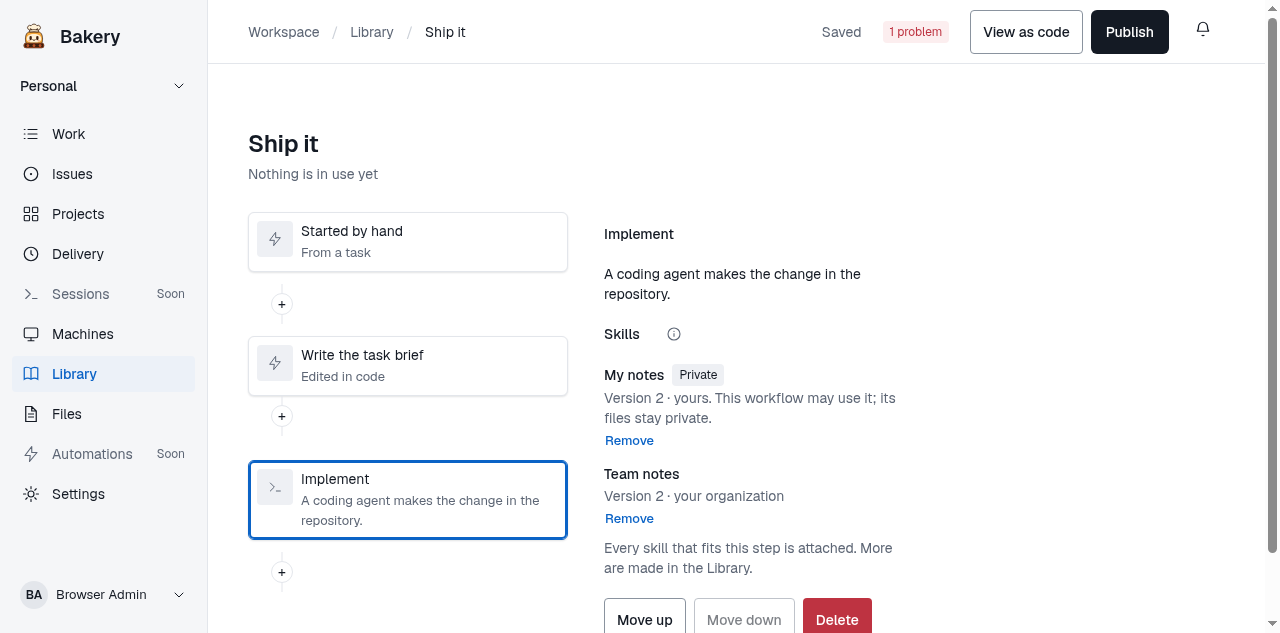 Bakery
Workspace / Library / Ship it
Saved
1 problem
View as code
Publish
Personal
Work
Issues
Projects
Delivery
Sessions Soon
Machines
Library
Files
Automations Soon
Settings
BA Browser Admin
Ship it
Nothing is in use yet
Started by hand
From a task
+
Write the task brief
Edited in code
+
Implement
A coding agent makes the change in the
repository.
+
Implement
A coding agent makes the change in the
repository.
Skills
My notes Private
Version 2 · yours. This workflow may use it; its
files stay private.
Remove
Team notes
Version 2 · your organization
Remove
Every skill that fits this step is attached. More
are made in the Library.
Move up Move down Delete